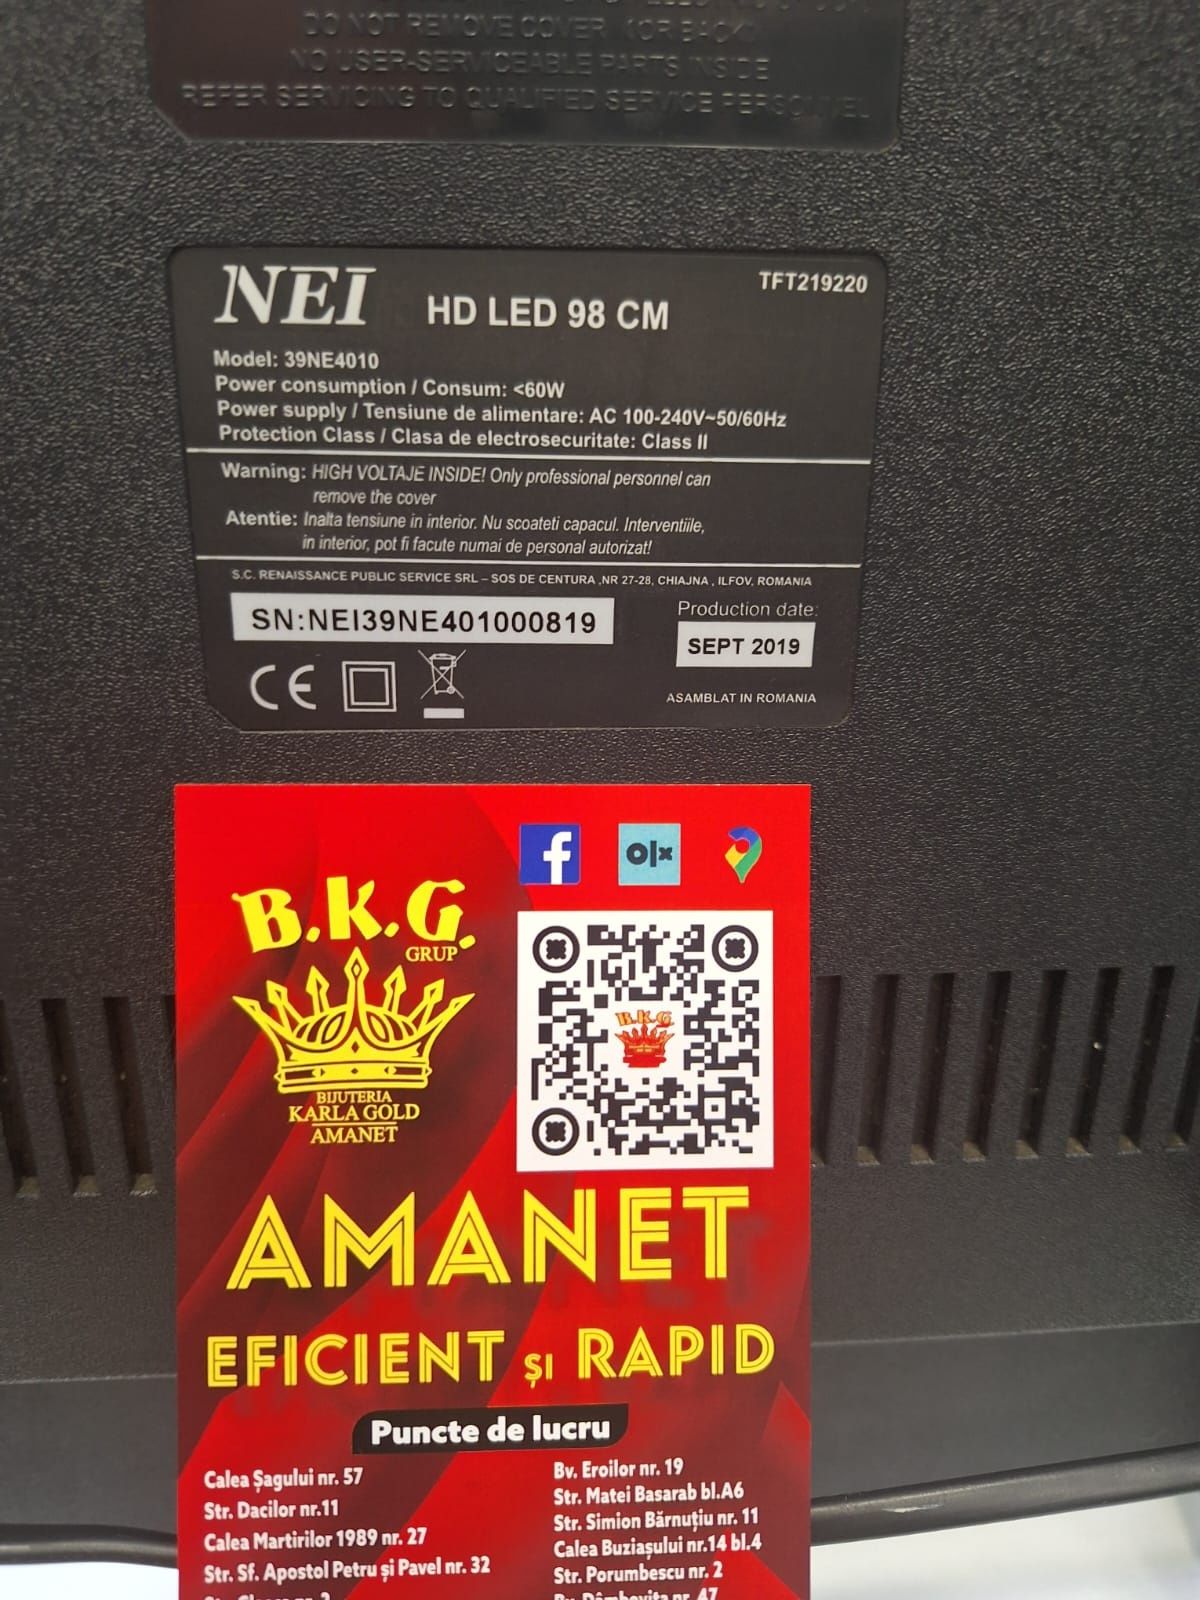 DO NOT REMOVE COVER (OR BACK)
NO USER-SERVICEABLE PARTS INSIDE
REFER SERVICING TO QUALIFIED SERVICE PERSONNEL
NEI
HD LED 98 CM
TFT219220
Model: 39NE4010
Power consumption / Consum: <60W
Power supply / Tensiune de alimentare: AC 100-240V~50/60Hz
Protection Class / Clasa de electrosecuritate: Class II
Warning: HIGH VOLTAJE INSIDE! Only professional personnel can
remove the cover
Atentie: Inalta tensiune in interior. Nu scoateti capacul. Interventiile,
in interior, pot fi facute numai de personal autorizat!
S.C. RENAISSANCE PUBLIC SERVICE SRL – SOS DE CENTURA ,NR 27-28, CHIAJNA , ILFOV, ROMANIA
SN:NEI39NE401000819
Production date:
SEPT 2019
CE
ASAMBLAT IN ROMANIA
f
olx
B.K.G.
GRUP
B.K.G
BIJUTERIA
KARLA GOLD
AMANET
AMANET
EFICIENT ȘI RAPID
Puncte de lucru
Calea Șagului nr. 57
Str. Dacilor nr.11
Calea Martirilor 1989 nr. 27
Str. Sf. Apostol Petru și Pavel nr. 32
Bv. Eroilor nr. 19
Str. Matei Basarab bl.A6
Str. Simion Bărnuțiu nr. 11
Calea Buziașului nr.14 bl.4
Str. Porumbescu nr. 2
Bv. Dâmbovița nr. 47